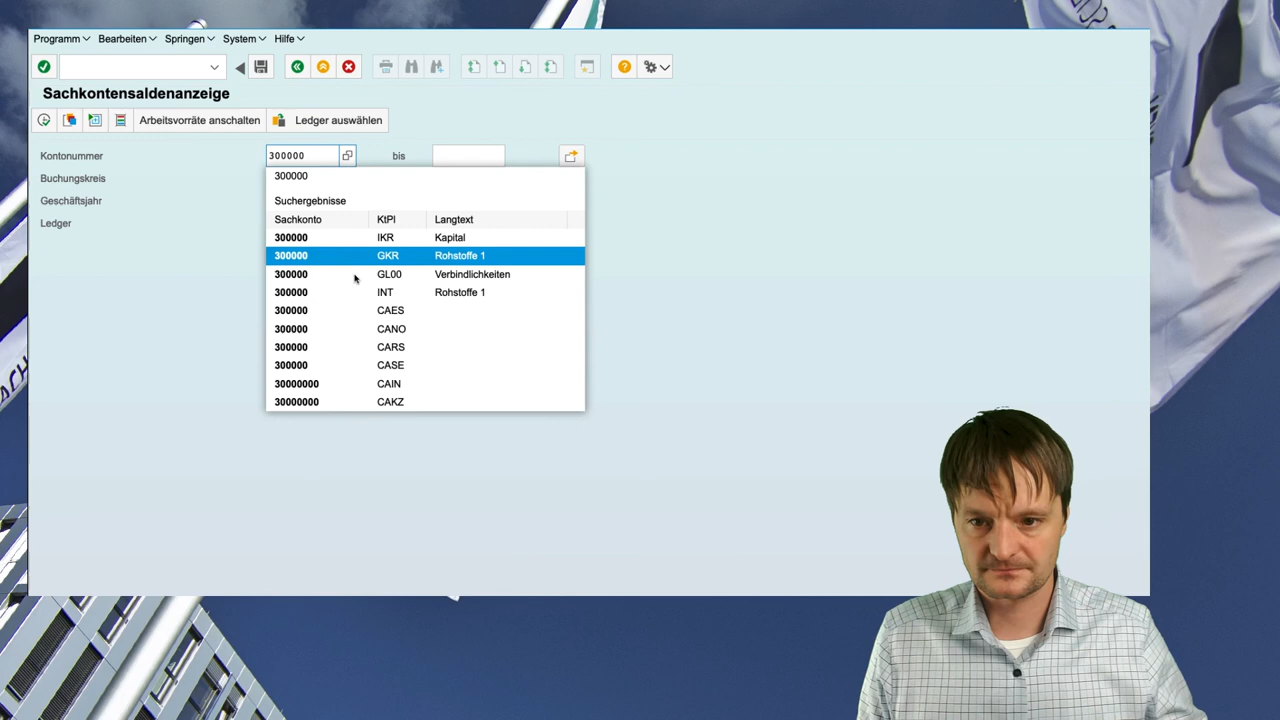 Programm Bearbeiten Springen System Hilfe
Sachkontensaldenanzeige
Arbeitsvorräte anschalten Ledger auswählen
Kontonummer 300000 bis
Buchungskreis
Geschäftsjahr
Ledger
300000
Suchergebnisse
Sachkonto KtPl Langtext
300000 IKR Kapital
300000 GKR Rohstoffe 1
300000 GL00 Verbindlichkeiten
300000 INT Rohstoffe 1
300000 CAES
300000 CANO
300000 CARS
300000 CASE
30000000 CAIN
30000000 CAKZ